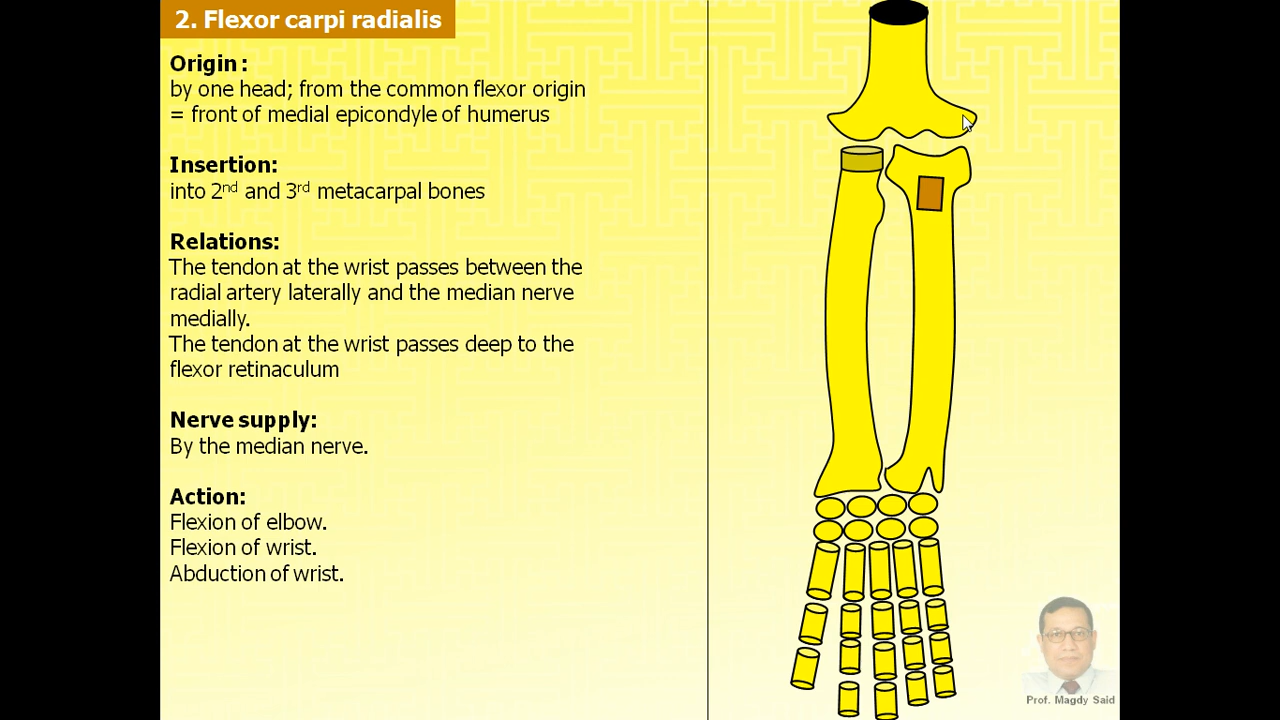 2. Flexor carpi radialis
Origin :
by one head; from the common flexor origin
= front of medial epicondyle of humerus
Insertion:
into 2nd and 3rd metacarpal bones
Relations:
The tendon at the wrist passes between the
radial artery laterally and the median nerve
medially.
The tendon at the wrist passes deep to the
flexor retinaculum
Nerve supply:
By the median nerve.
Action:
Flexion of elbow.
Flexion of wrist.
Abduction of wrist.
Prof. Magdy Said